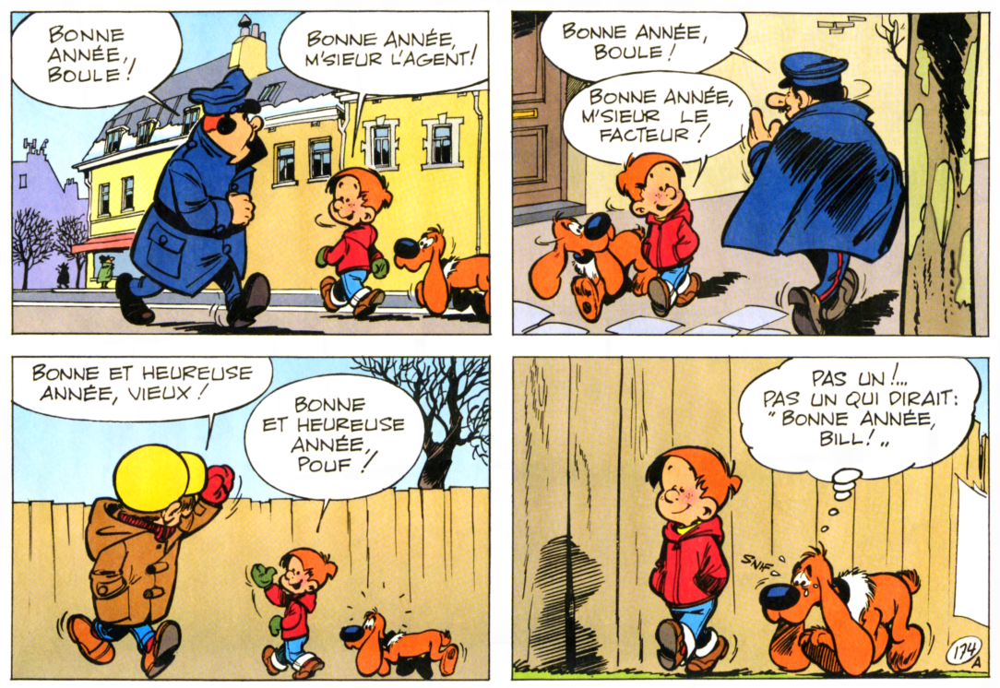 BONNE
ANNÉE,
BOULE!
BONNE ANNÉE,
M'SIEUR L'AGENT!
BONNE ANNÉE,
BOULE!
BONNE ANNÉE,
M'SIEUR LE
FACTEUR!
BONNE ET HEUREUSE
ANNÉE, VIEUX!
BONNE
ET HEUREUSE
ANNÉE,
POUF!
PAS UN!...
PAS UN QUI DIRAIT:
"BONNE ANNÉE,
BILL!"
SNIF
174
A